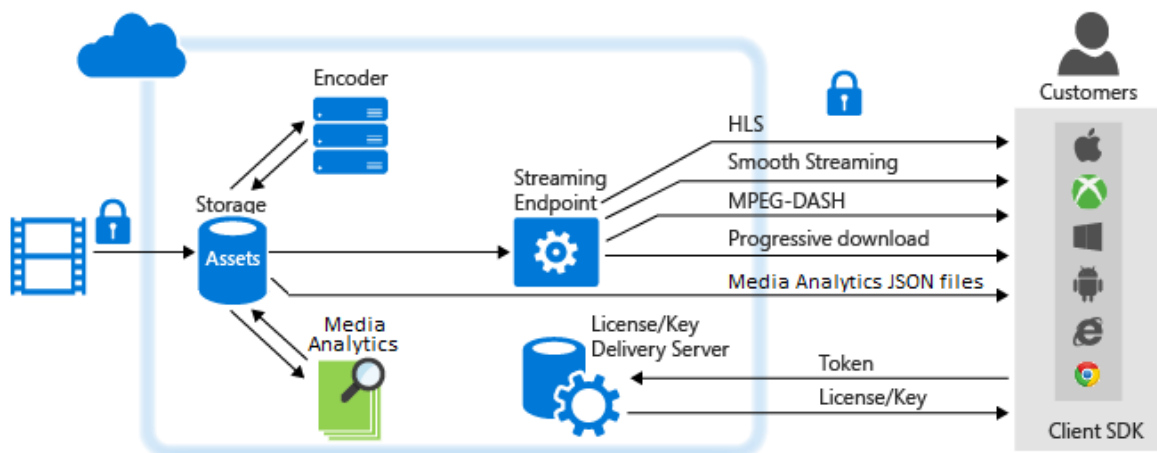 Encoder
Customers
HLS
Smooth Streaming
Streaming
Endpoint
MPEG-DASH
Storage
Assets
Progressive download
Media Analytics JSON files
Media
Analytics
License/Key
Delivery Server
Token
License/Key
Client SDK